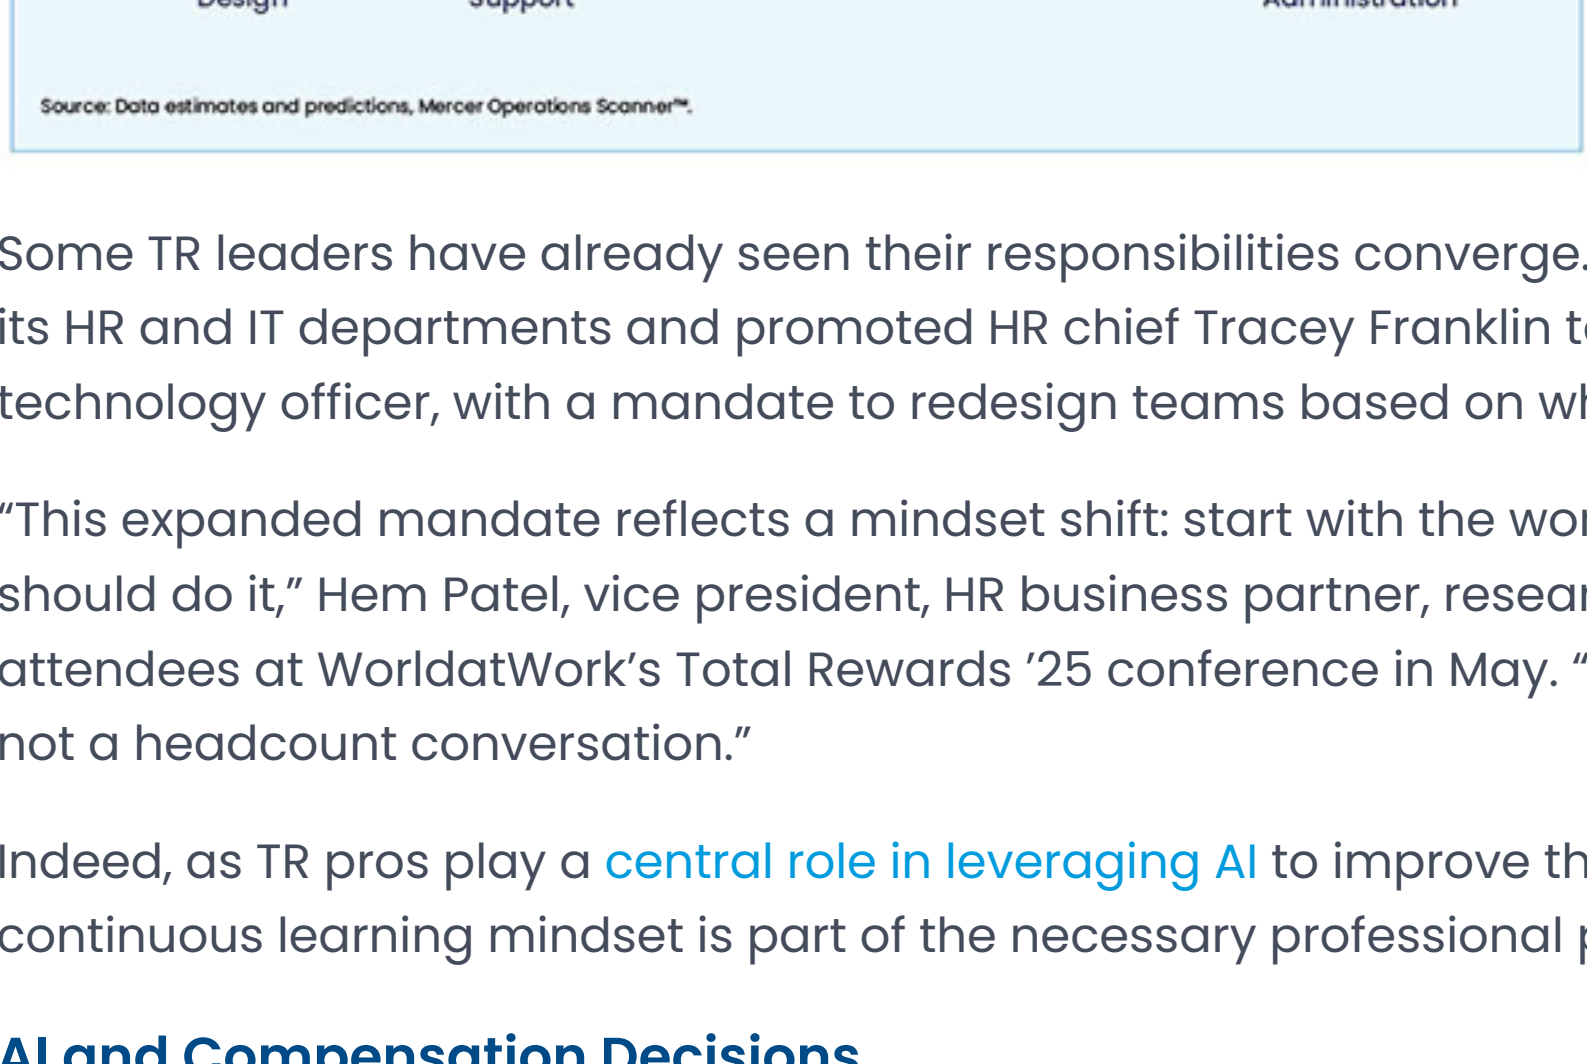 Design Support Administration
Source: Data estimates and predictions, Mercer Operations Scanner™.
Some TR leaders have already seen their responsibilities converge.
its HR and IT departments and promoted HR chief Tracey Franklin
technology officer, with a mandate to redesign teams based on
“This expanded mandate reflects a mindset shift: start with the
should do it,” Hem Patel, vice president, HR business partner,
attendees at WorldatWork’s Total Rewards ’25 conference in May. “
not a headcount conversation.”
Indeed, as TR pros play a central role in leveraging AI to improve
continuous learning mindset is part of the necessary professional
AI and Compensation Decisions